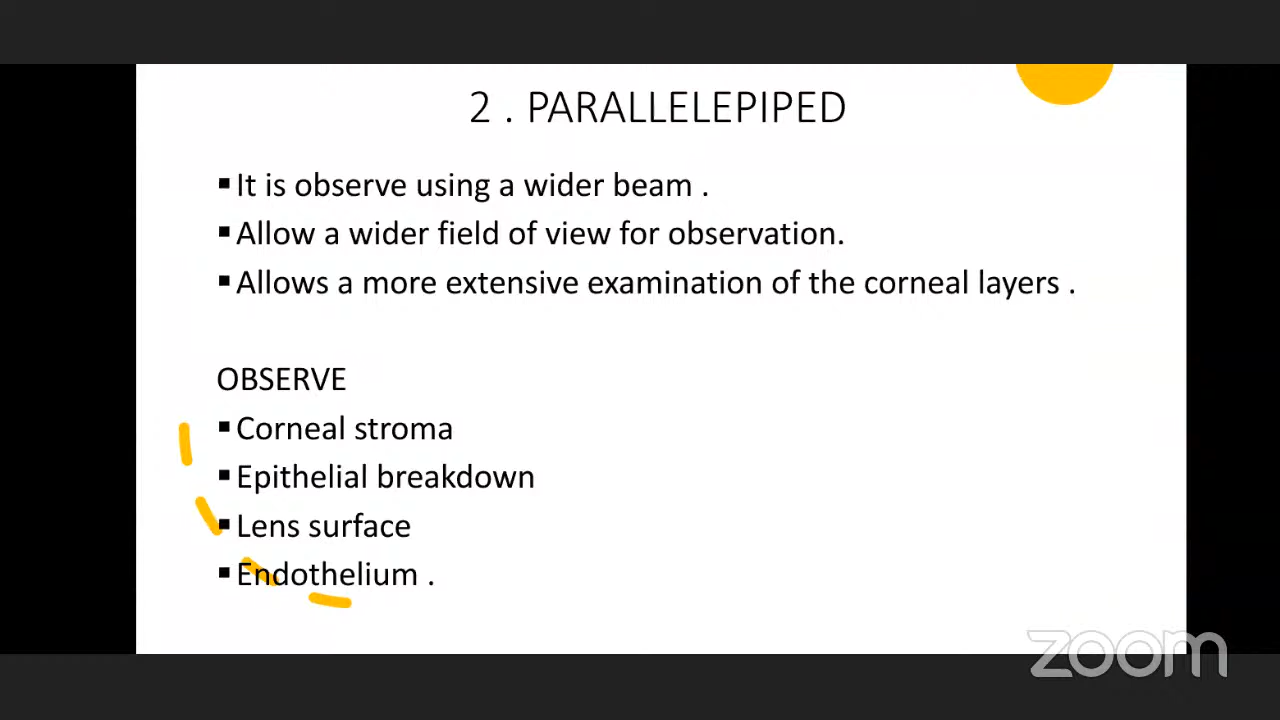 2 . PARALLELEPIPED
▪It is observe using a wider beam .
▪Allow a wider field of view for observation.
▪Allows a more extensive examination of the corneal layers .
OBSERVE
▪Corneal stroma
▪Epithelial breakdown
▪Lens surface
▪Endothelium .
zoom